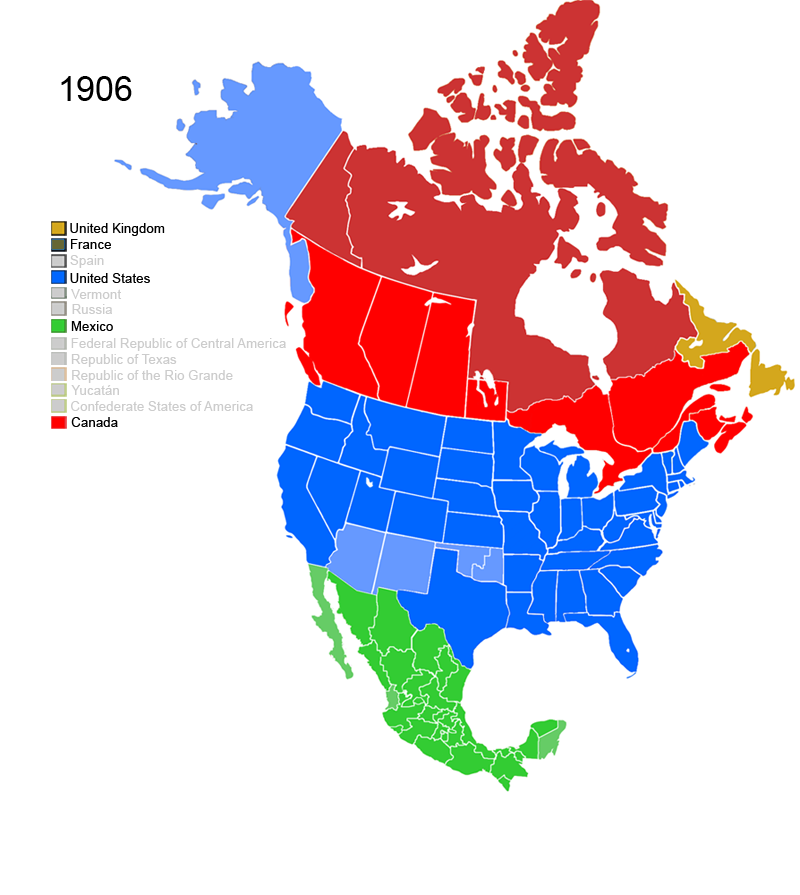 1906
United Kingdom
France
Spain
United States
Vermont
Russia
Mexico
Federal Republic of Central America
Republic of Texas
Republic of the Rio Grande
Yucatán
Confederate States of America
Canada